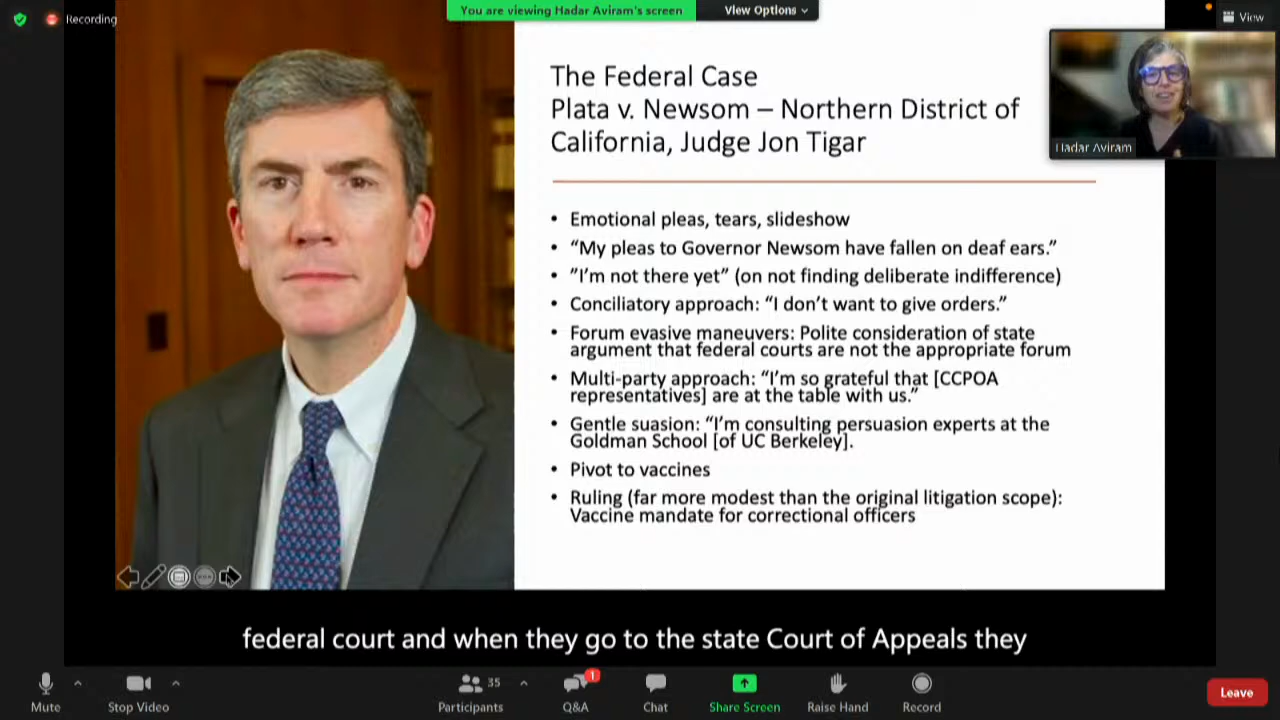 Recording
You are viewing Hadar Aviram's screen
View Options
View
The Federal Case
Plata v. Newsom – Northern District of
California, Judge Jon Tigar
Hadar Aviram
• Emotional pleas, tears, slideshow
• “My pleas to Governor Newsom have fallen on deaf ears.”
• ”I’m not there yet” (on not finding deliberate indifference)
• Conciliatory approach: “I don’t want to give orders.”
• Forum evasive maneuvers: Polite consideration of state
argument that federal courts are not the appropriate forum
• Multi-party approach: “I’m so grateful that [CCPOA
representatives] are at the table with us.”
• Gentle suasion: “I’m consulting persuasion experts at the
Goldman School [of UC Berkeley].
• Pivot to vaccines
• Ruling (far more modest than the original litigation scope):
Vaccine mandate for correctional officers
federal court and when they go to the state Court of Appeals they
Mute
Stop Video
35
Participants
1
Q&A
Chat
Share Screen
Raise Hand
Record
Leave